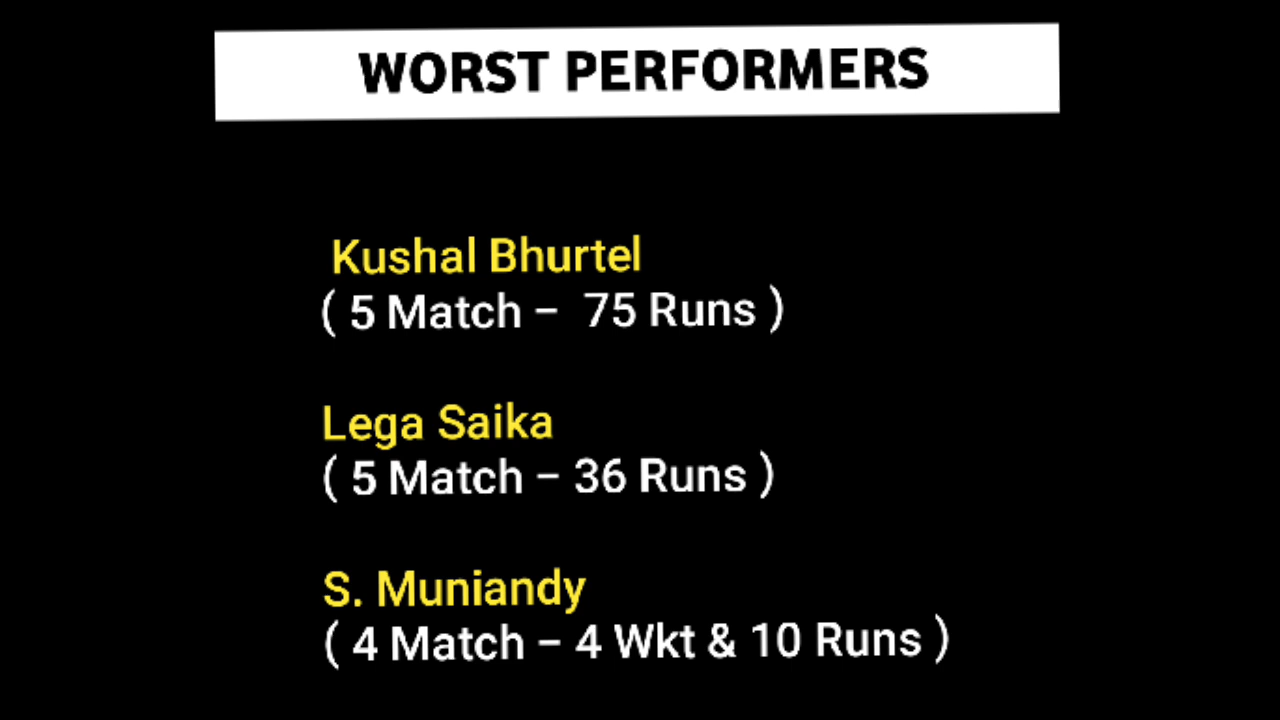 WORST PERFORMERS
Kushal Bhurtel
( 5 Match – 75 Runs )
Lega Saika
( 5 Match – 36 Runs )
S. Muniandy
( 4 Match – 4 Wkt & 10 Runs )